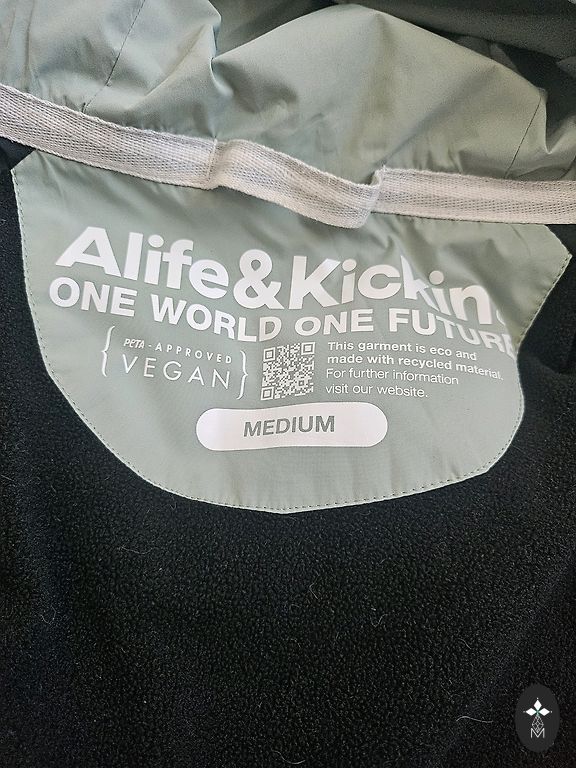 Alife&Kickin
ONE WORLD ONE FUTURE
{ PETA-APPROVED
VEGAN }
This garment is eco and
made with recycled material.
For further information
visit our website.
MEDIUM
M